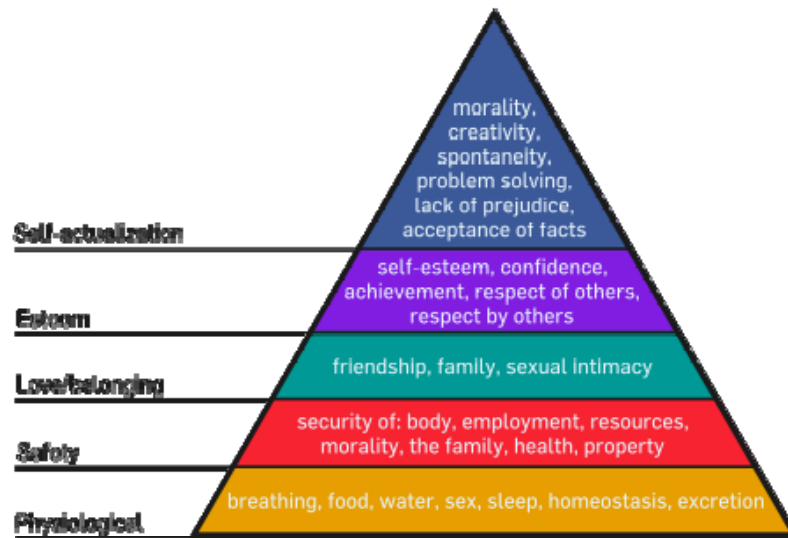 morality,
creativity,
spontaneity,
problem solving,
lack of prejudice,
acceptance of facts
Self-actualization
self-esteem, confidence,
achievement, respect of others,
respect by others
Esteem
friendship, family, sexual intimacy
Love/belonging
security of: body, employment, resources,
morality, the family, health, property
Safety
breathing, food, water, sex, sleep, homeostasis, excretion
Physiological